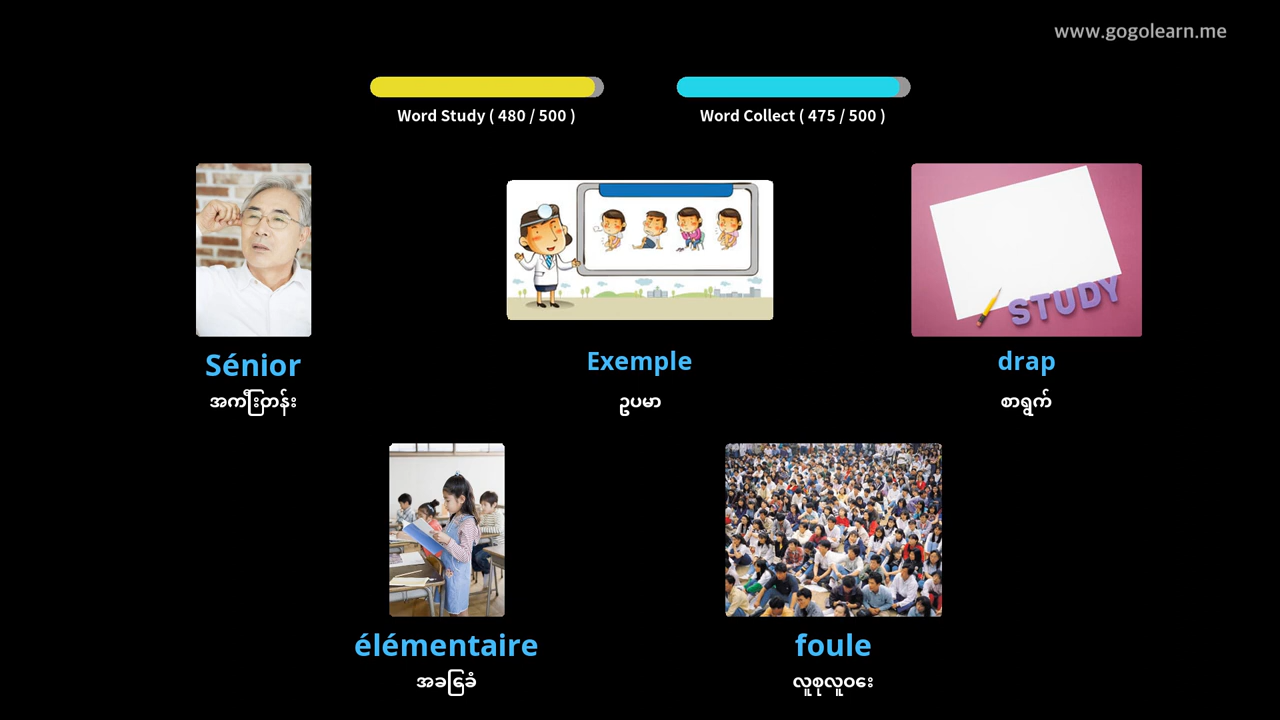 www.gogolearn.me
Word Study ( 480 / 500 )
Word Collect ( 475 / 500 )
STUDY
Sénior
အကြီးတန်း
Exemple
ဥပမာ
drap
စာရွက်
élémentaire
အခြေခံ
foule
လူစုလူဝေး